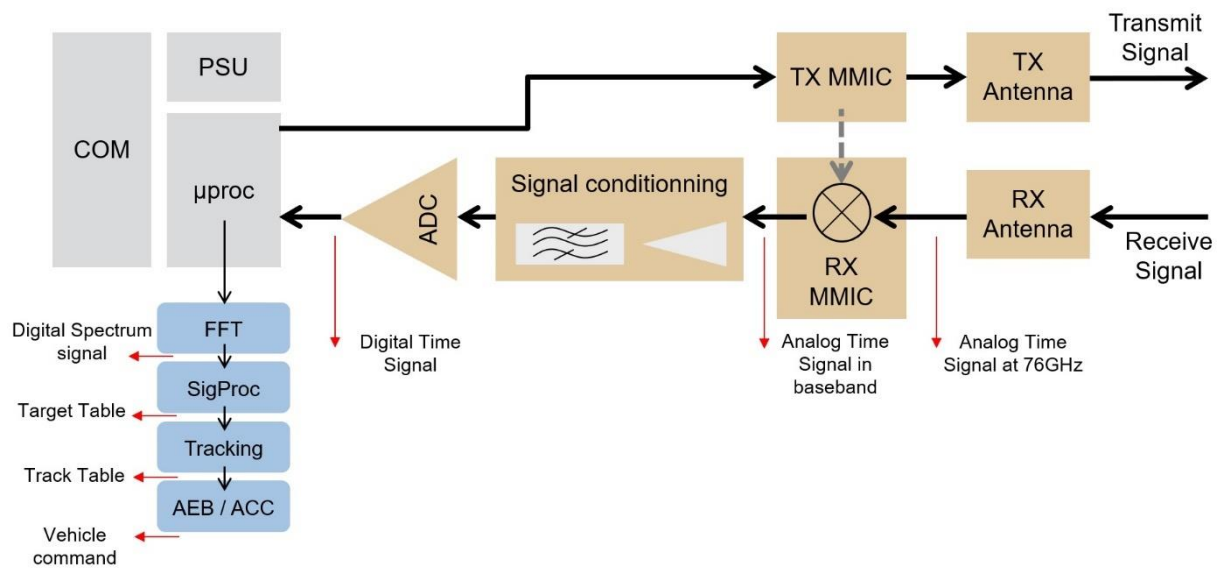 Transmit
Signal
PSU
TX MMIC
TX
Antenna
COM
µproc
ADC
Signal conditionning
RX
MMIC
RX
Antenna
Receive
Signal
FFT
Digital Spectrum
signal
Digital Time
Signal
Analog Time
Signal in
baseband
Analog Time
Signal at 76GHz
SigProc
Target Table
Tracking
Track Table
AEB / ACC
Vehicle
command